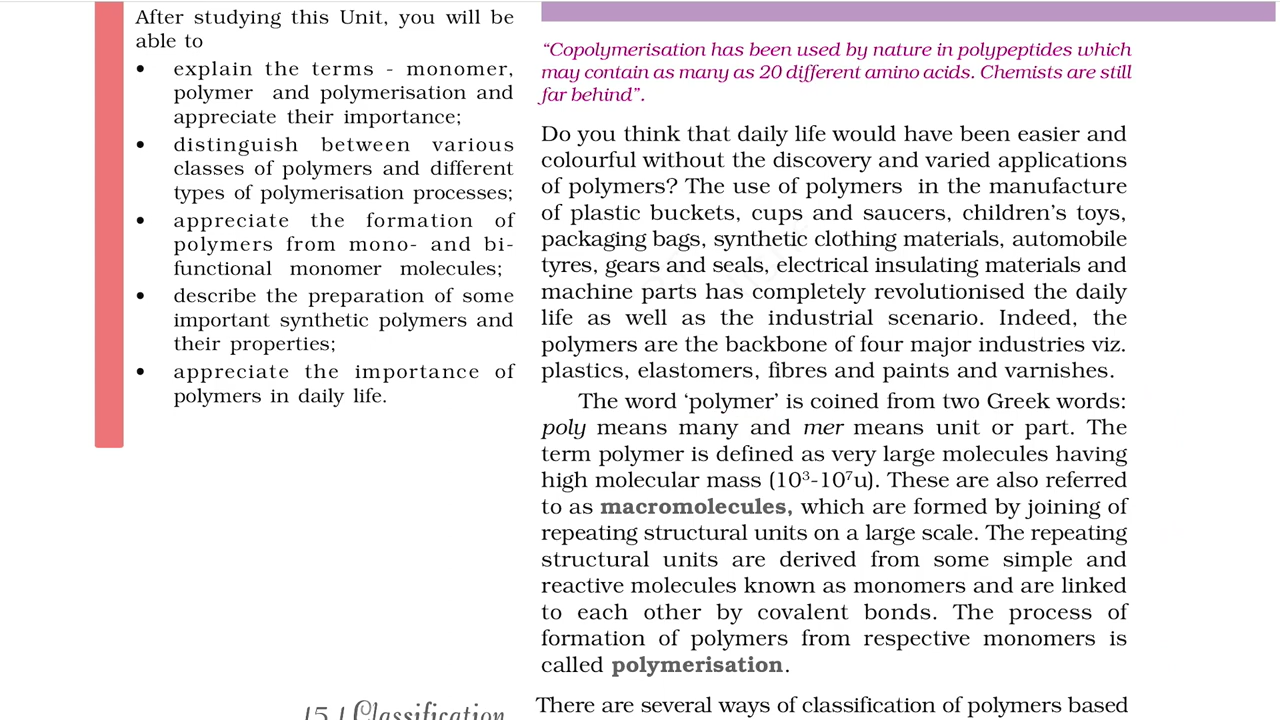 After studying this Unit, you will be
able to
• explain the terms - monomer,
polymer and polymerisation and
appreciate their importance;
• distinguish between various
classes of polymers and different
types of polymerisation processes;
• appreciate the formation of
polymers from mono- and bi-
functional monomer molecules;
• describe the preparation of some
important synthetic polymers and
their properties;
• appreciate the importance of
polymers in daily life.
“Copolymerisation has been used by nature in polypeptides which
may contain as many as 20 different amino acids. Chemists are still
far behind”.
Do you think that daily life would have been easier and
colourful without the discovery and varied applications
of polymers? The use of polymers in the manufacture
of plastic buckets, cups and saucers, children’s toys,
packaging bags, synthetic clothing materials, automobile
tyres, gears and seals, electrical insulating materials and
machine parts has completely revolutionised the daily
life as well as the industrial scenario. Indeed, the
polymers are the backbone of four major industries viz.
plastics, elastomers, fibres and paints and varnishes.
The word ‘polymer’ is coined from two Greek words:
poly means many and mer means unit or part. The
term polymer is defined as very large molecules having
high molecular mass (10³-10⁷u). These are also referred
to as macromolecules, which are formed by joining of
repeating structural units on a large scale. The repeating
structural units are derived from some simple and
reactive molecules known as monomers and are linked
to each other by covalent bonds. The process of
formation of polymers from respective monomers is
called polymerisation.
15.1 Classification
There are several ways of classification of polymers based